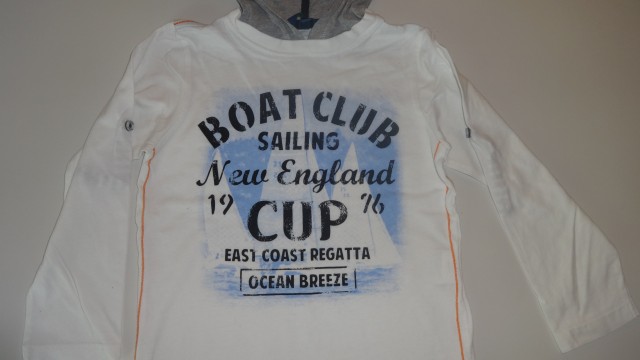 BOAT CLUB
SAILING
New England
19 76
CUP
EAST COAST REGATTA
OCEAN BREEZE